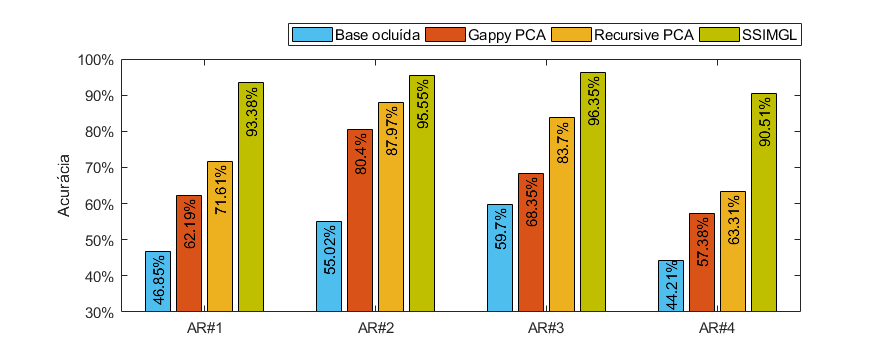 Base ocluída Gappy PCA Recursive PCA SSIMGL
Acurácia
100%
90%
80%
70%
60%
50%
40%
30%
46.85% 62.19% 71.61% 93.38%
55.02% 80.4% 87.97% 95.55%
59.7% 68.35% 83.7% 96.35%
44.21% 57.38% 63.31% 90.51%
AR#1 AR#2 AR#3 AR#4